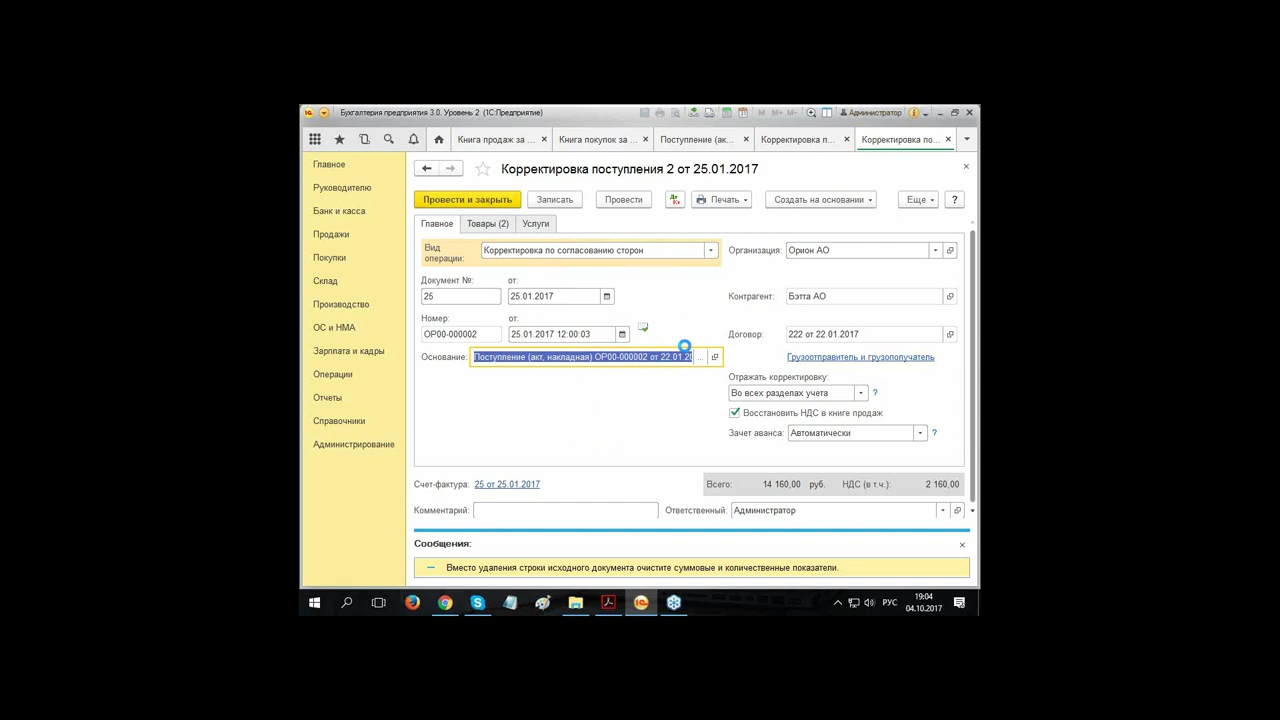 Бухгалтерия предприятия 3.0. Уровень 2 (1С:Предприятие)
M M+ M−
Администратор
Книга продаж за ...
Книга покупок за ...
Поступление (ак...
Корректировка п...
Корректировка по...
Главное
Руководителю
Банк и касса
Продажи
Покупки
Склад
Производство
ОС и НМА
Зарплата и кадры
Операции
Отчеты
Справочники
Администрирование
Корректировка поступления 2 от 25.01.2017
Провести и закрыть
Записать
Провести
Дт Кт
Печать
Создать на основании
Еще
?
Главное
Товары (2)
Услуги
Вид операции:
Корректировка по согласованию сторон
Организация:
Орион АО
Документ №:
от:
25
25.01.2017
Контрагент:
Бэтта АО
Номер:
от:
ОР00-000002
25.01.2017 12:00:03
Договор:
222 от 22.01.2017
Основание:
Поступление (акт, накладная) ОР00-000002 от 22.01.20
...
Грузоотправитель и грузополучатель
Отражать корректировку:
Во всех разделах учета
?
Восстановить НДС в книге продаж
Зачет аванса:
Автоматически
?
Счет-фактура:
25 от 25.01.2017
Всего:
14 160,00
руб.
НДС (в т.ч.):
2 160,00
Комментарий:
Ответственный:
Администратор
Сообщения:
Вместо удаления строки исходного документа очистите суммовые и количественные показатели.
РУС
19:04
04.10.2017